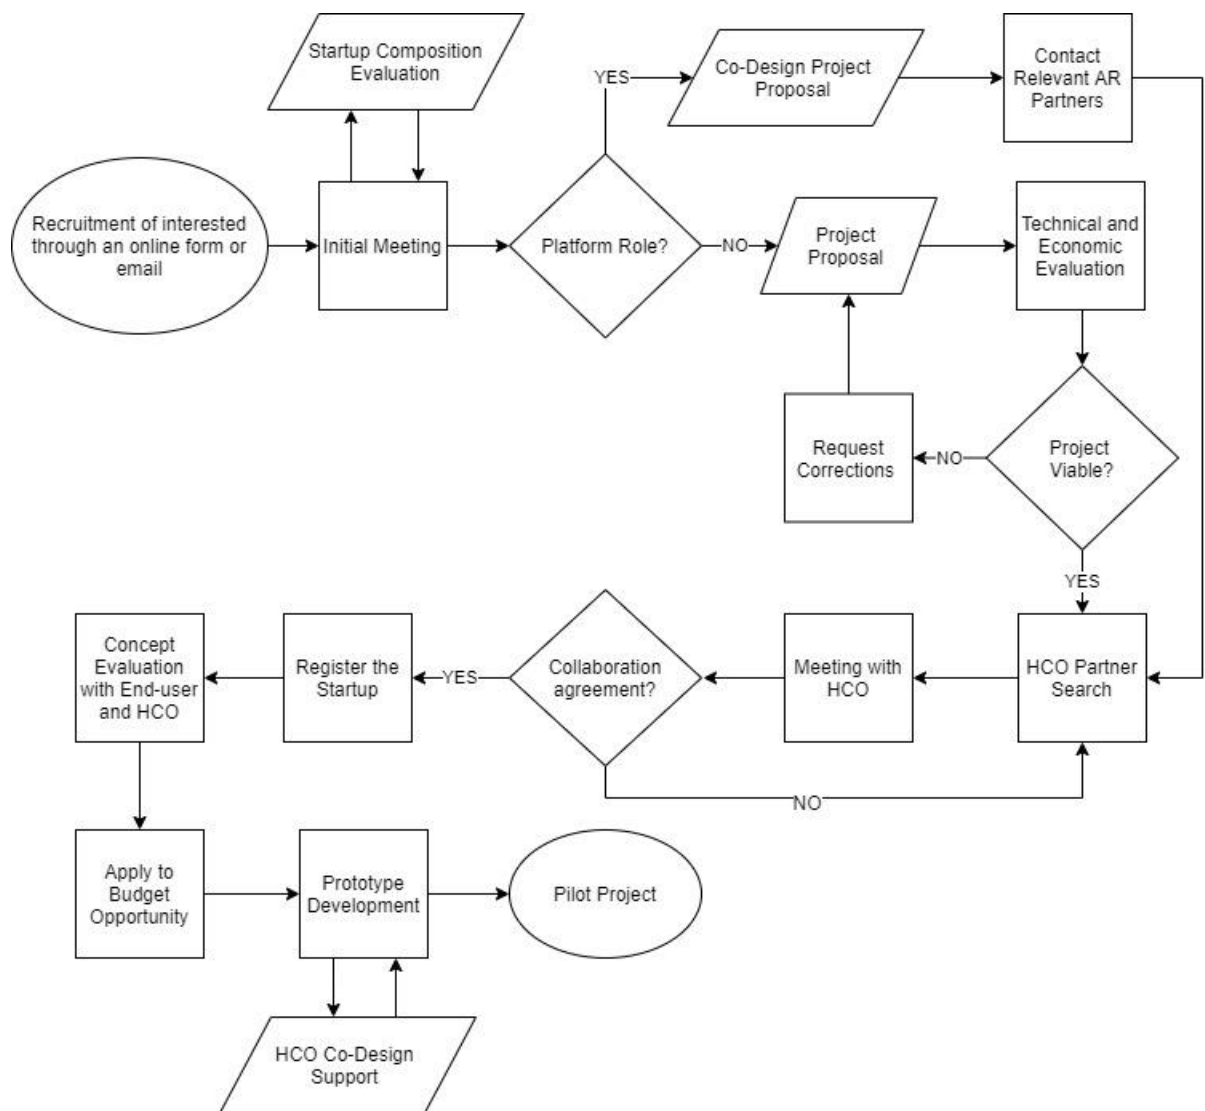 Startup Composition
Evaluation
YES
Co-Design Project
Proposal
Contact
Relevant AR
Partners
Recruitment of interested
through an online form or
email
Initial Meeting
Platform Role?
NO
Project
Proposal
Technical and
Economic
Evaluation
Request
Corrections
NO
Project
Viable?
YES
Concept
Evaluation
with End-user
and HCO
Register the
Startup
YES
Collaboration
agreement?
Meeting with
HCO
HCO Partner
Search
NO
Apply to
Budget
Opportunity
Prototype
Development
Pilot Project
HCO Co-Design
Support